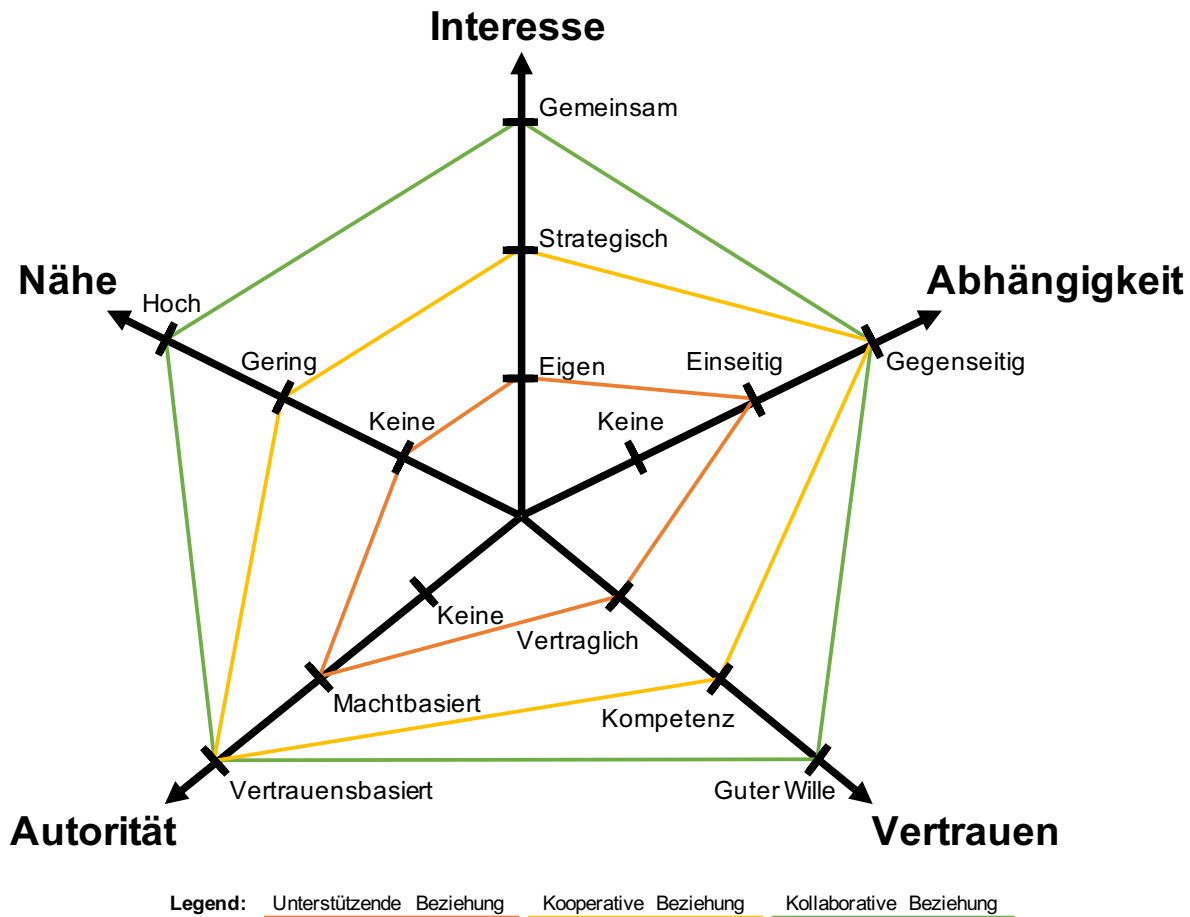 Interesse
Gemeinsam
Strategisch
Eigen
Nähe
Hoch
Gering
Keine
Abhängigkeit
Gegenseitig
Einseitig
Keine
Keine
Machtbasiert
Vertrauensbasiert
Autorität
Vertraglich
Kompetenz
Guter Wille
Vertrauen
Legend: Unterstützende Beziehung Kooperative Beziehung Kollaborative Beziehung